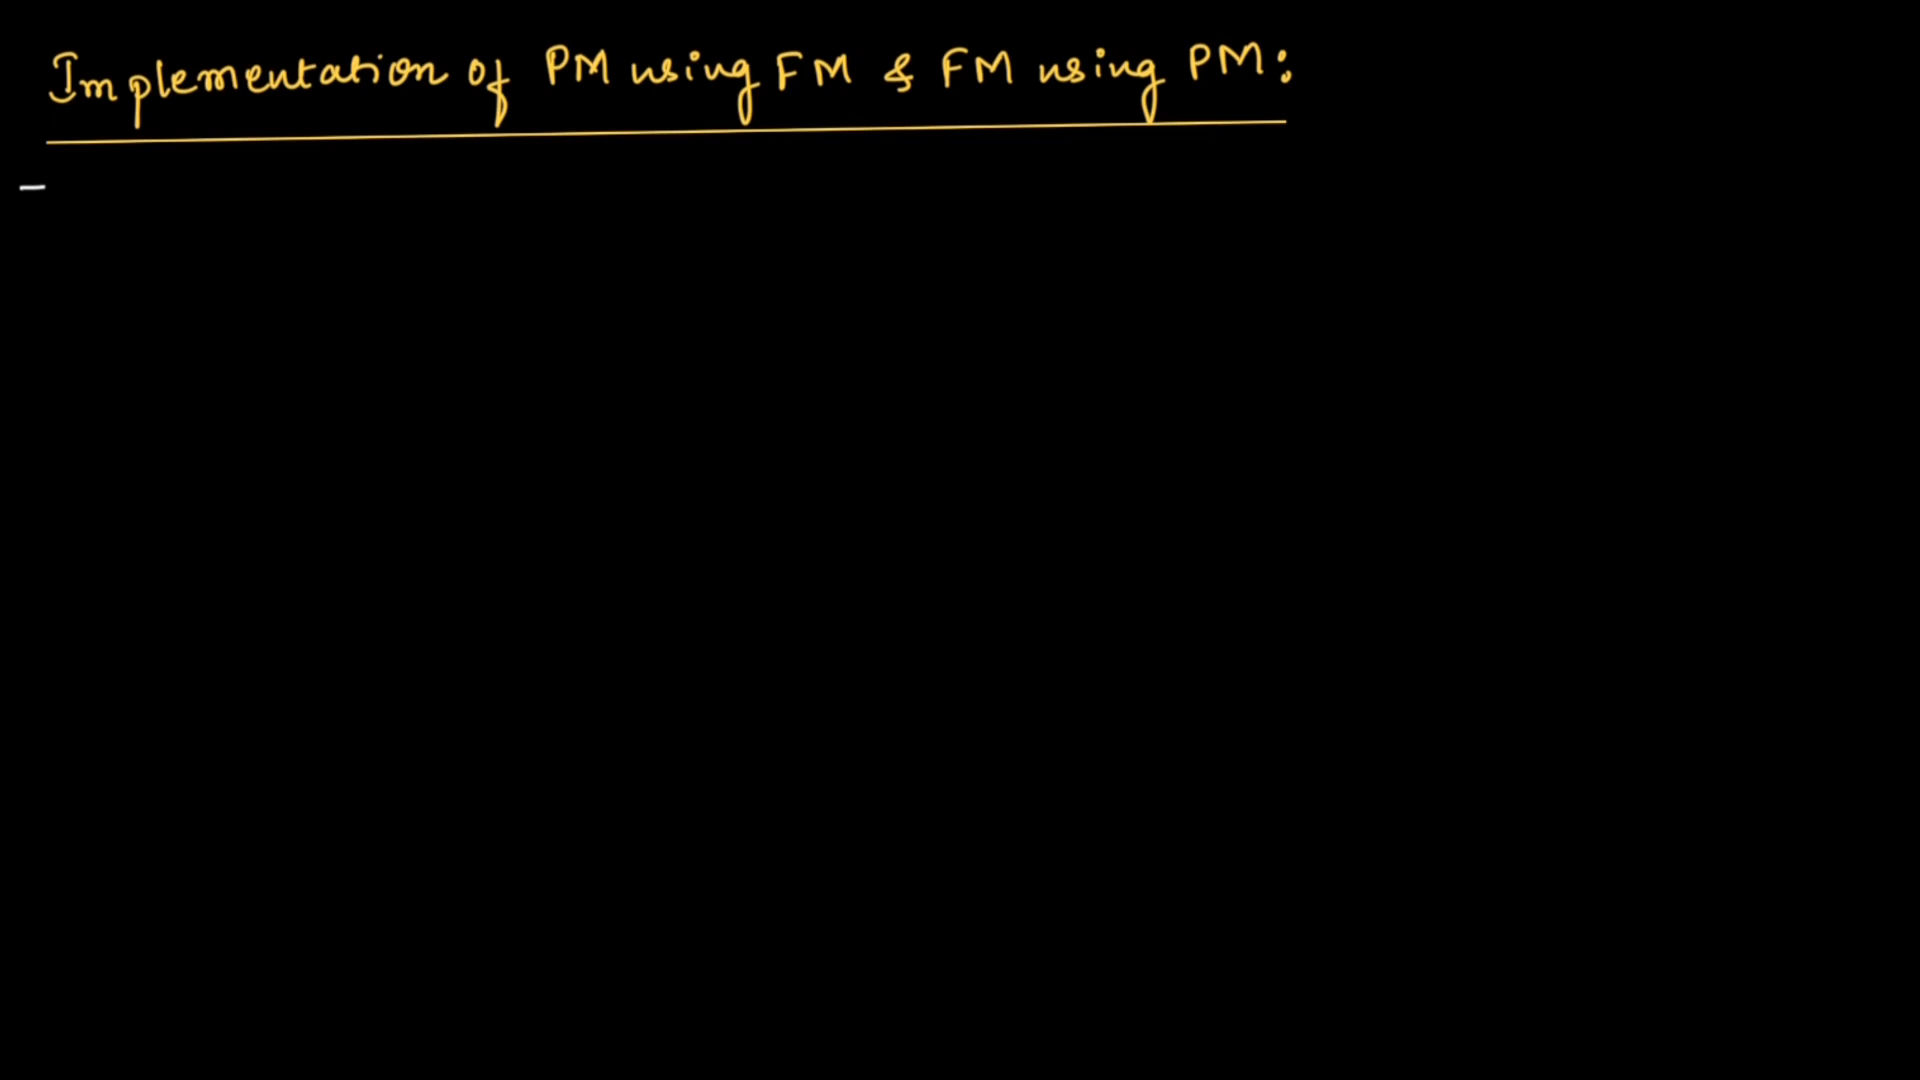 Implementation of PM using FM & FM using PM:
-